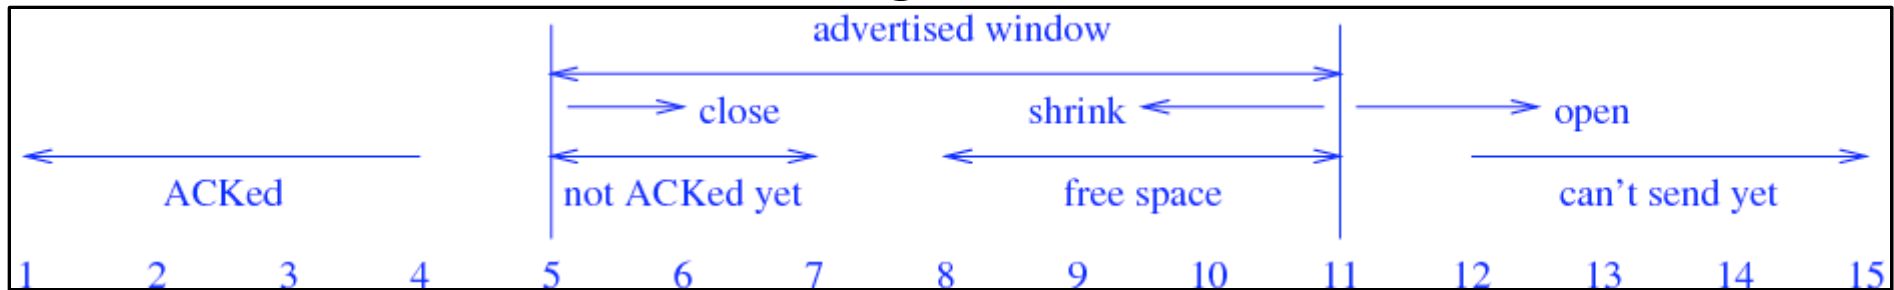 advertised window
close shrink open
ACKed not ACKed yet free space can't send yet
1 2 3 4 5 6 7 8 9 10 11 12 13 14 15